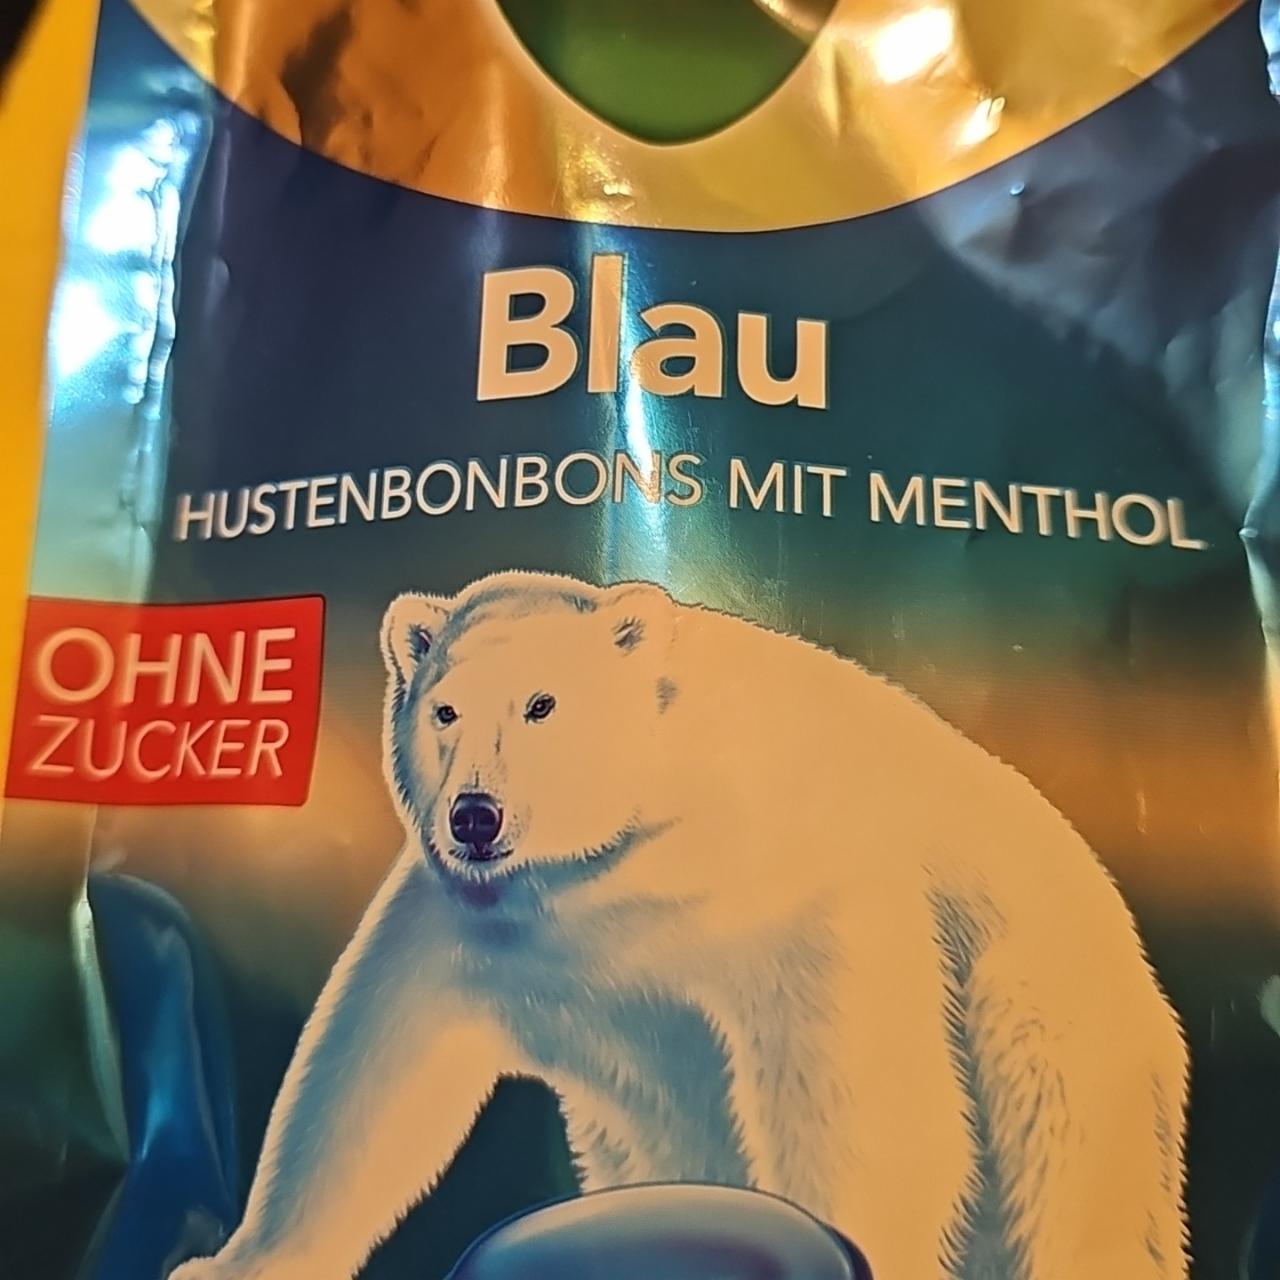 Blau
HUSTENBONBONS MIT MENTHOL
OHNE
ZUCKER